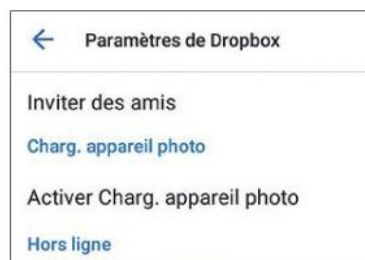 Paramètres de Dropbox
Inviter des amis
Charg. appareil photo
Activer Charg. appareil photo
Hors ligne